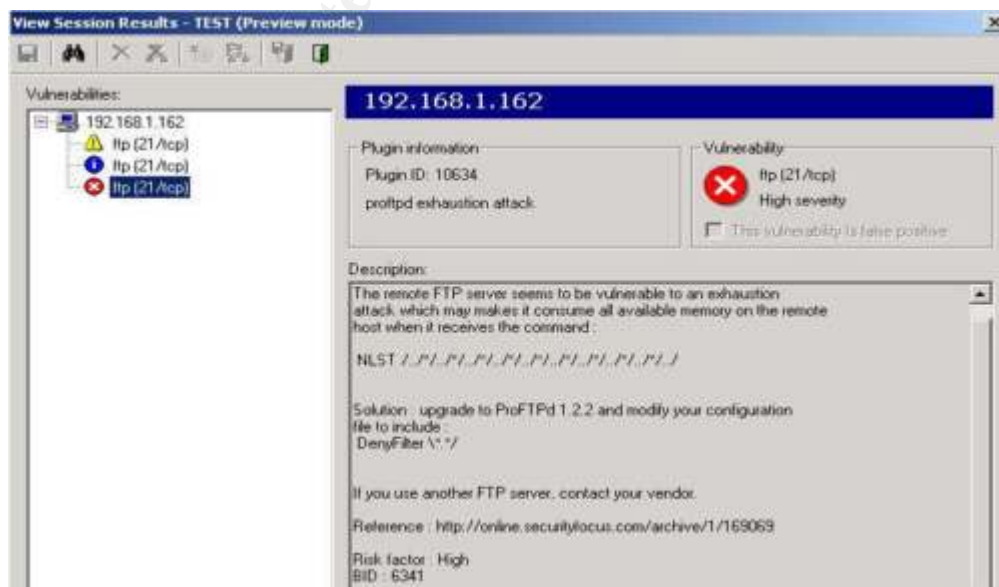 View Session Results - TEST (Preview mode)
Vulnerabilities:
192.168.1.162
ftp (21/tcp)
ftp (21/tcp)
ftp (21/tcp)
192.168.1.162
Plugin information
Plugin ID: 10634
proftpd exhaustion attack
Vulnerability
ftp (21/tcp)
High severity
This vulnerability is false positive
Description:
The remote FTP server seems to be vulnerable to an exhaustion
attack which may makes it consume all available memory on the remote
host when it receives the command :
NLST /../*/../*/../*/../*/../*/../*/../*/../*/../*/../
Solution : upgrade to ProFTPd 1.2.2 and modify your configuration
file to include :
DenyFilter \*.*/
If you use another FTP server, contact your vendor.
Reference : http://online.securityfocus.com/archive/1/169069
Risk factor : High
BID : 6341